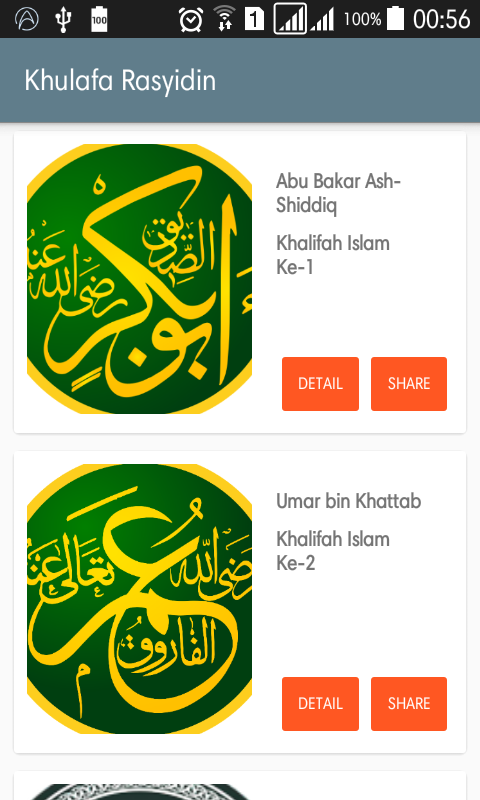 100
1
100%
00:56
Khulafa Rasyidin
أبو بكر
الصديق
رضي الله
عنه
Abu Bakar Ash-
Shiddiq
Khalifah Islam
Ke-1
DETAIL
SHARE
عمر
الفاروق
رضي الله
تعالى عنه
Umar bin Khattab
Khalifah Islam
Ke-2
DETAIL
SHARE